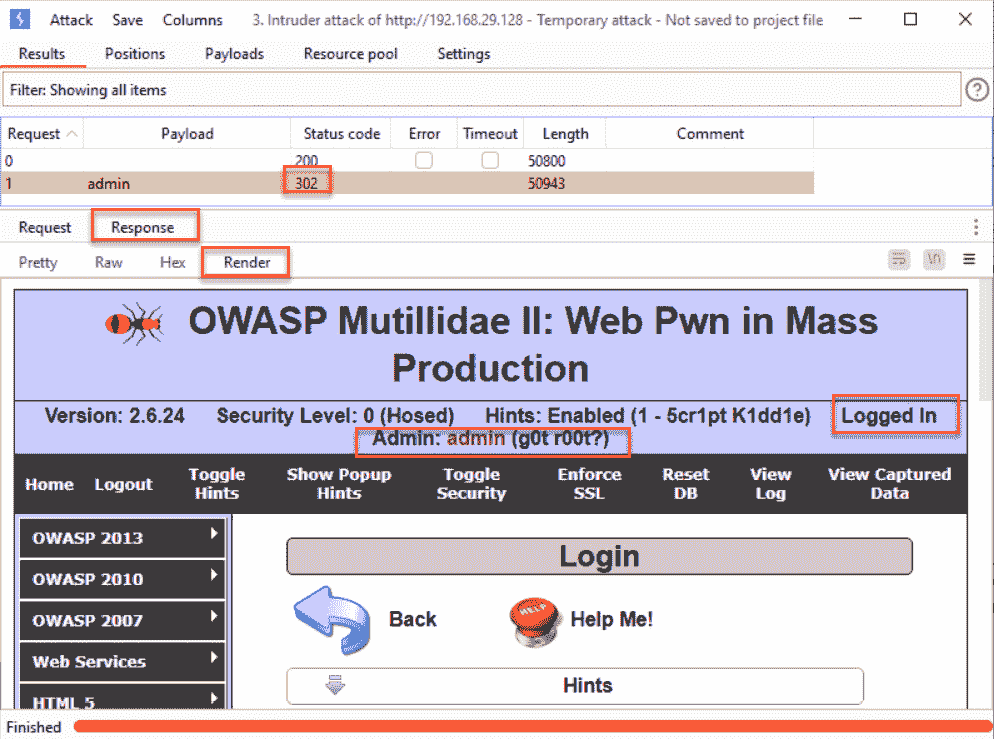 Attack Save Columns 3. Intruder attack of http://192.168.29.128 - Temporary attack - Not saved to project file
Results Positions Payloads Resource pool Settings
Filter: Showing all items ?
Request Payload Status code Error Timeout Length Comment
0 200 50800
1 admin 302 50943
Request Response
Pretty Raw Hex Render \n
OWASP Mutillidae II: Web Pwn in Mass
Production
Version: 2.6.24 Security Level: 0 (Hosed) Hints: Enabled (1 - 5cr1pt K1dd1e) Logged In
Admin: admin (g0t r00t?)
Home Logout Toggle Hints Show Popup Hints Toggle Security Enforce SSL Reset DB View Log View Captured Data
OWASP 2013
Login
OWASP 2010
OWASP 2007
Back HELP Help Me!
Web Services
HTML 5
Hints
Finished